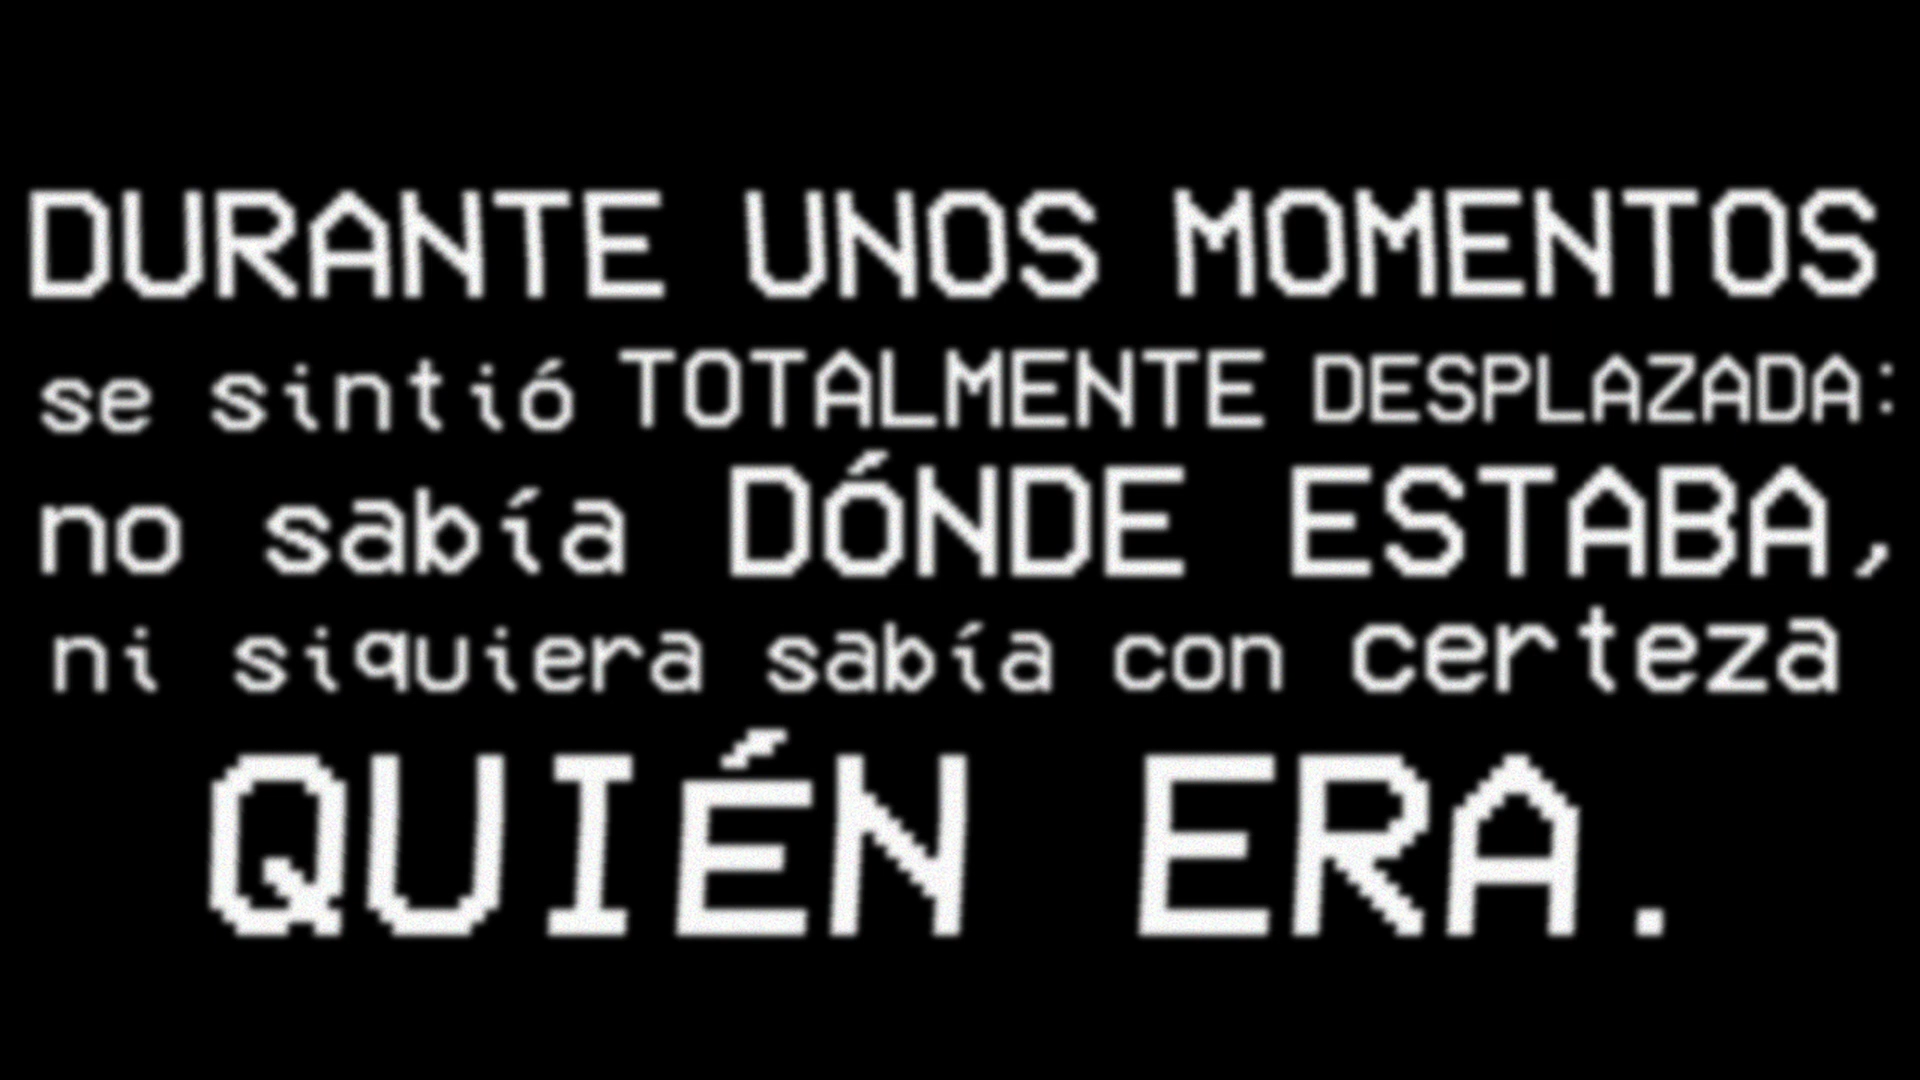 DURANTE UNOS MOMENTOS
se sintió TOTALMENTE DESPLAZADA:
no sabía DÓNDE ESTABA,
ni siquiera sabía con certeza
QUIÉN ERA.